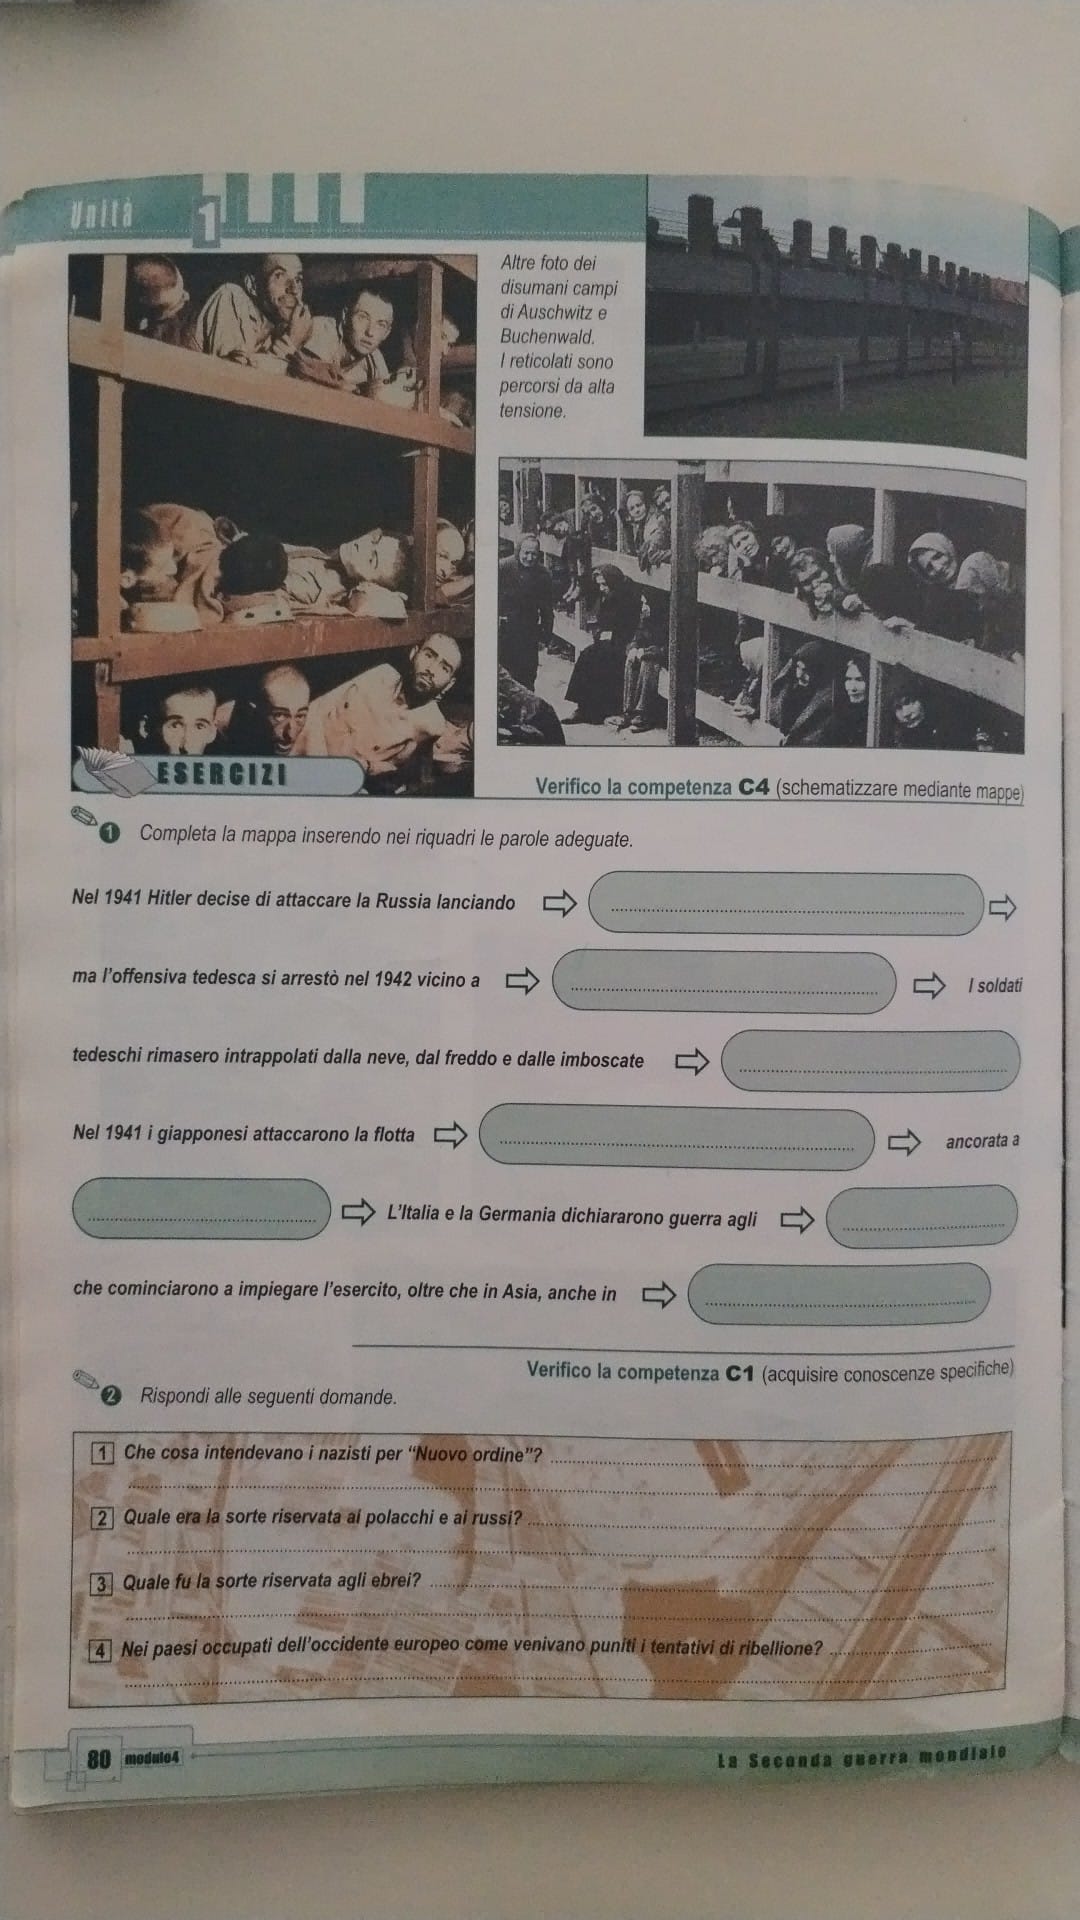 Unità 1
Altre foto dei
disumani campi
di Auschwitz e
Buchenwald.
I reticolati sono
percorsi da alta
tensione.
ESERCIZI
Verifico la competenza C4 (schematizzare mediante mappe)
1 Completa la mappa inserendo nei riquadri le parole adeguate.
Nel 1941 Hitler decise di attaccare la Russia lanciando
ma l'offensiva tedesca si arrestò nel 1942 vicino a I soldati
tedeschi rimasero intrappolati dalla neve, dal freddo e dalle imboscate
Nel 1941 i giapponesi attaccarono la flotta ancorata a
L'Italia e la Germania dichiararono guerra agli
che cominciarono a impiegare l'esercito, oltre che in Asia, anche in
Verifico la competenza C1 (acquisire conoscenze specifiche)
2 Rispondi alle seguenti domande.
1 Che cosa intendevano i nazisti per “Nuovo ordine”?
2 Quale era la sorte riservata ai polacchi e ai russi?
3 Quale fu la sorte riservata agli ebrei?
4 Nei paesi occupati dell'occidente europeo come venivano puniti i tentativi di ribellione?
80 modulo4
La Seconda guerra mondiale